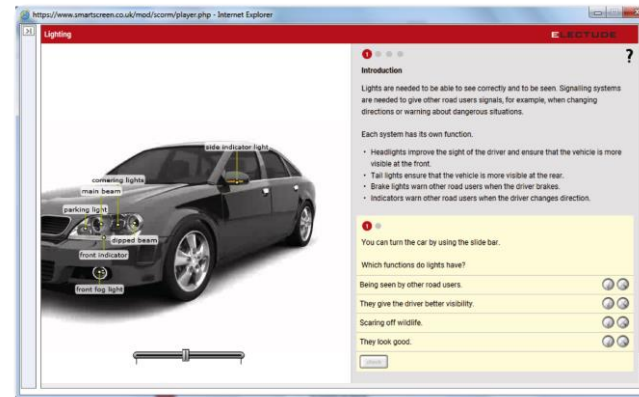 https://www.smartscreen.co.uk/mod/scorm/player.php - Internet Explorer
Lighting
ELECTUDE
side indicator light
cornering lights
main beam
parking light
dipped beam
front indicator
front fog light
1
?
Introduction
Lights are needed to be able to see correctly and to be seen. Signalling systems
are needed to give other road users signals, for example, when changing
directions or warning about dangerous situations.
Each system has its own function.
• Headlights improve the sight of the driver and ensure that the vehicle is more
visible at the front.
• Tail lights ensure that the vehicle is more visible at the rear.
• Brake lights warn other road users when the driver brakes.
• Indicators warn other road users when the driver changes direction.
1
You can turn the car by using the slide bar.
Which functions do lights have?
Being seen by other road users.
They give the driver better visibility.
Scaring off wildlife.
They look good.
check